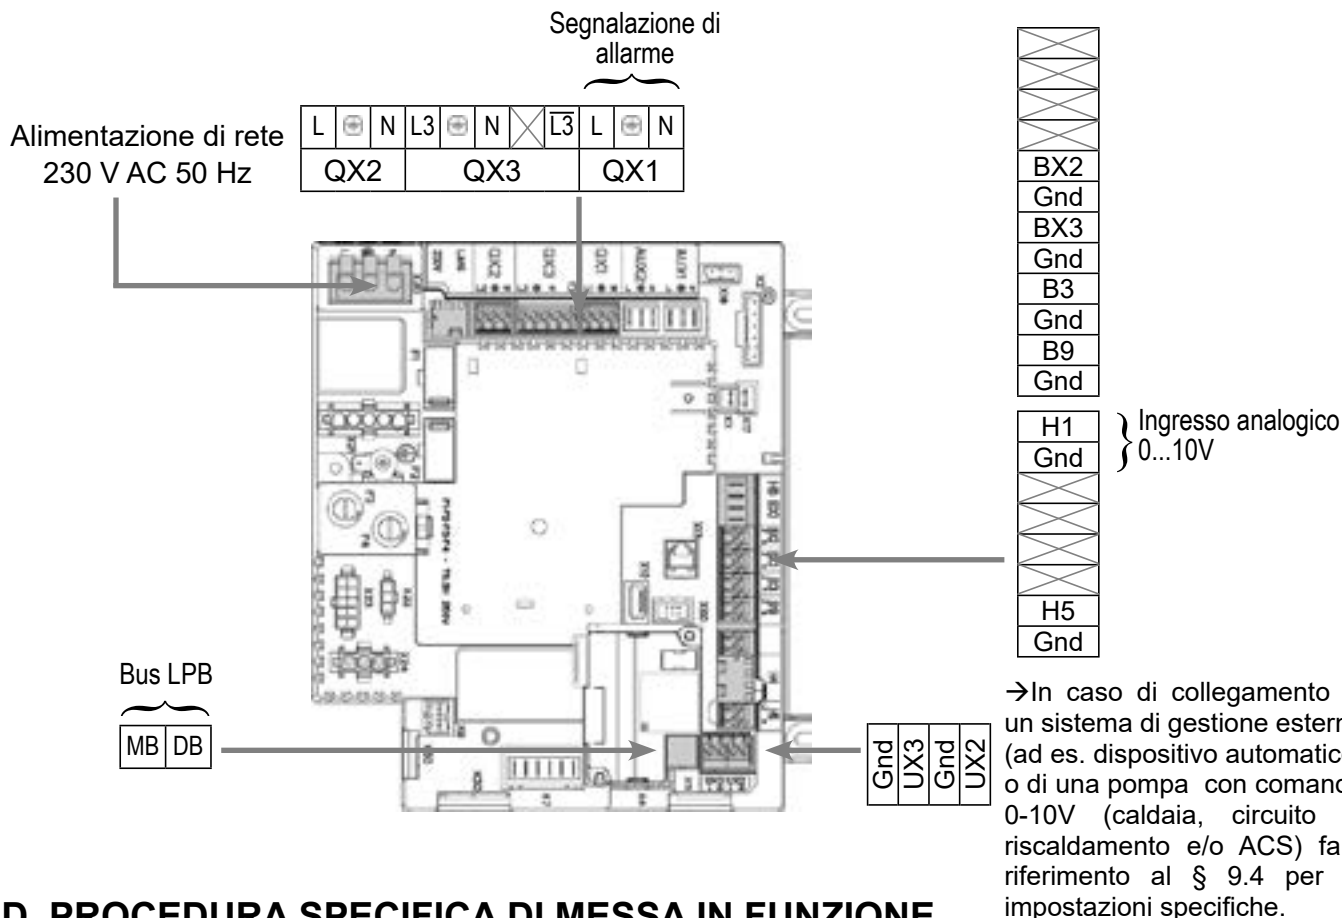 Segnalazione di
allarme
Alimentazione di rete
230 V AC 50 Hz
L N L3 N L3 L N
QX2 QX3 QX1
BX2
Gnd
BX3
Gnd
B3
Gnd
B9
Gnd
H1
Gnd
Ingresso analogico
0...10V
H5
Gnd
Bus LPB
MB DB
Gnd
UX3
Gnd
UX2
→In caso di collegamento
un sistema di gestione estern
(ad es. dispositivo automatic
o di una pompa con comand
0-10V (caldaia, circuito
riscaldamento e/o ACS) fa
riferimento al § 9.4 per
impostazioni specifiche.
D. PROCEDURA SPECIFICA DI MESSA IN FUNZIONE